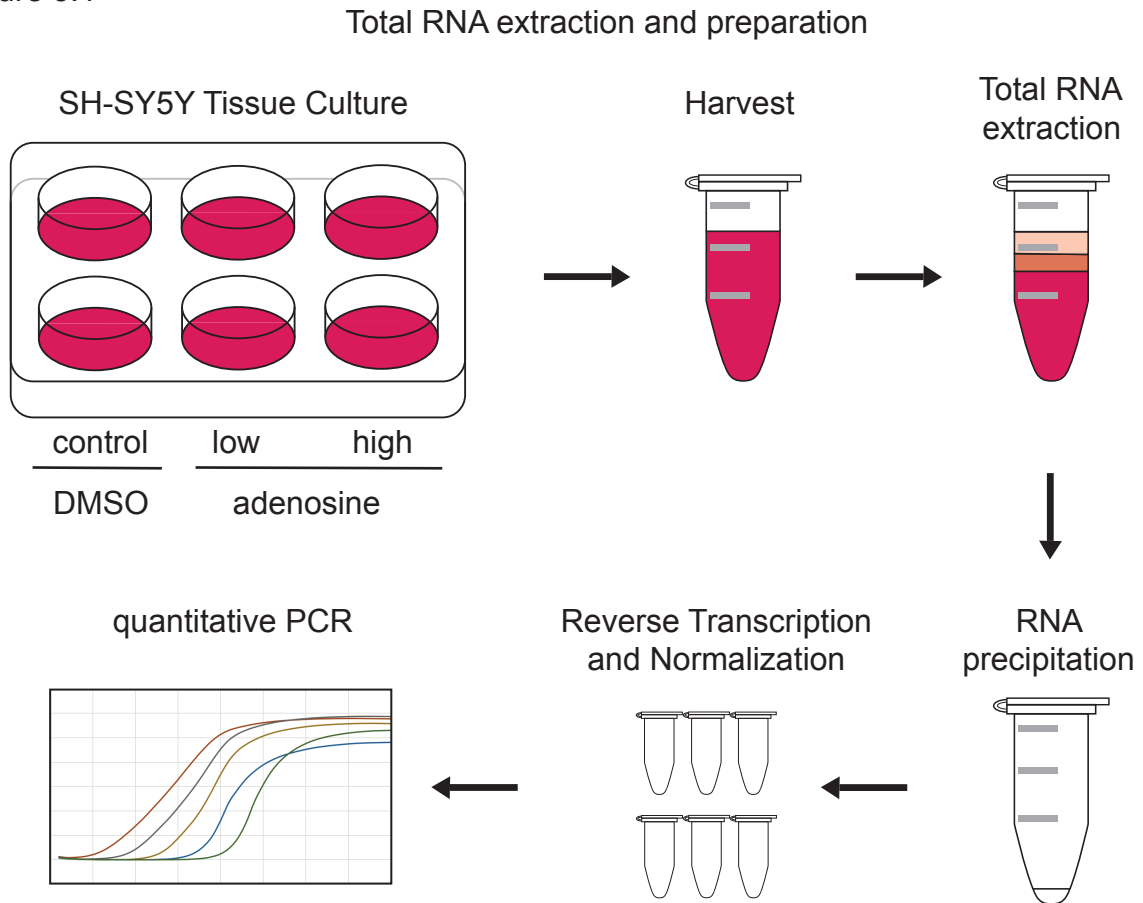 Total RNA extraction and preparation
SH-SY5Y Tissue Culture
Harvest
Total RNA
extraction
control
low
high
DMSO
adenosine
quantitative PCR
Reverse Transcription
and Normalization
RNA
precipitation